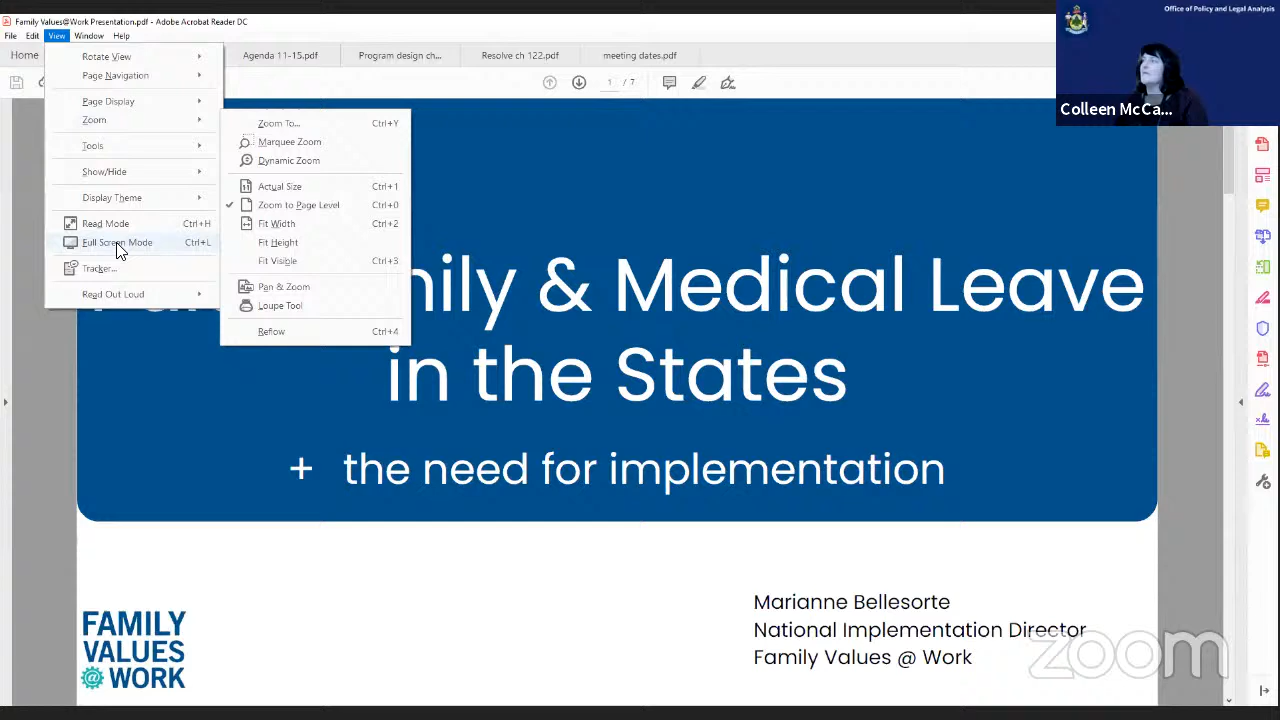 Family Values@Work Presentation.pdf - Adobe Acrobat Reader DC
File Edit View Window Help
Home
Agenda 11-15.pdf
Program design ch...
Resolve ch 122.pdf
meeting dates.pdf
1 / 7
Rotate View
Page Navigation
Page Display
Zoom
Tools
Show/Hide
Display Theme
Read Mode Ctrl+H
Full Screen Mode Ctrl+L
Tracker...
Read Out Loud
Zoom To... Ctrl+Y
Marquee Zoom
Dynamic Zoom
Actual Size Ctrl+1
Zoom to Page Level Ctrl+0
Fit Width Ctrl+2
Fit Height
Fit Visible Ctrl+3
Pan & Zoom
Loupe Tool
Reflow Ctrl+4
Office of Policy and Legal Analysis
Colleen McCa...
& Medical Leave
in the States
+ the need for implementation
FAMILY
VALUES
@ WORK
Marianne Bellesorte
National Implementation Director
Family Values @ Work
zoom